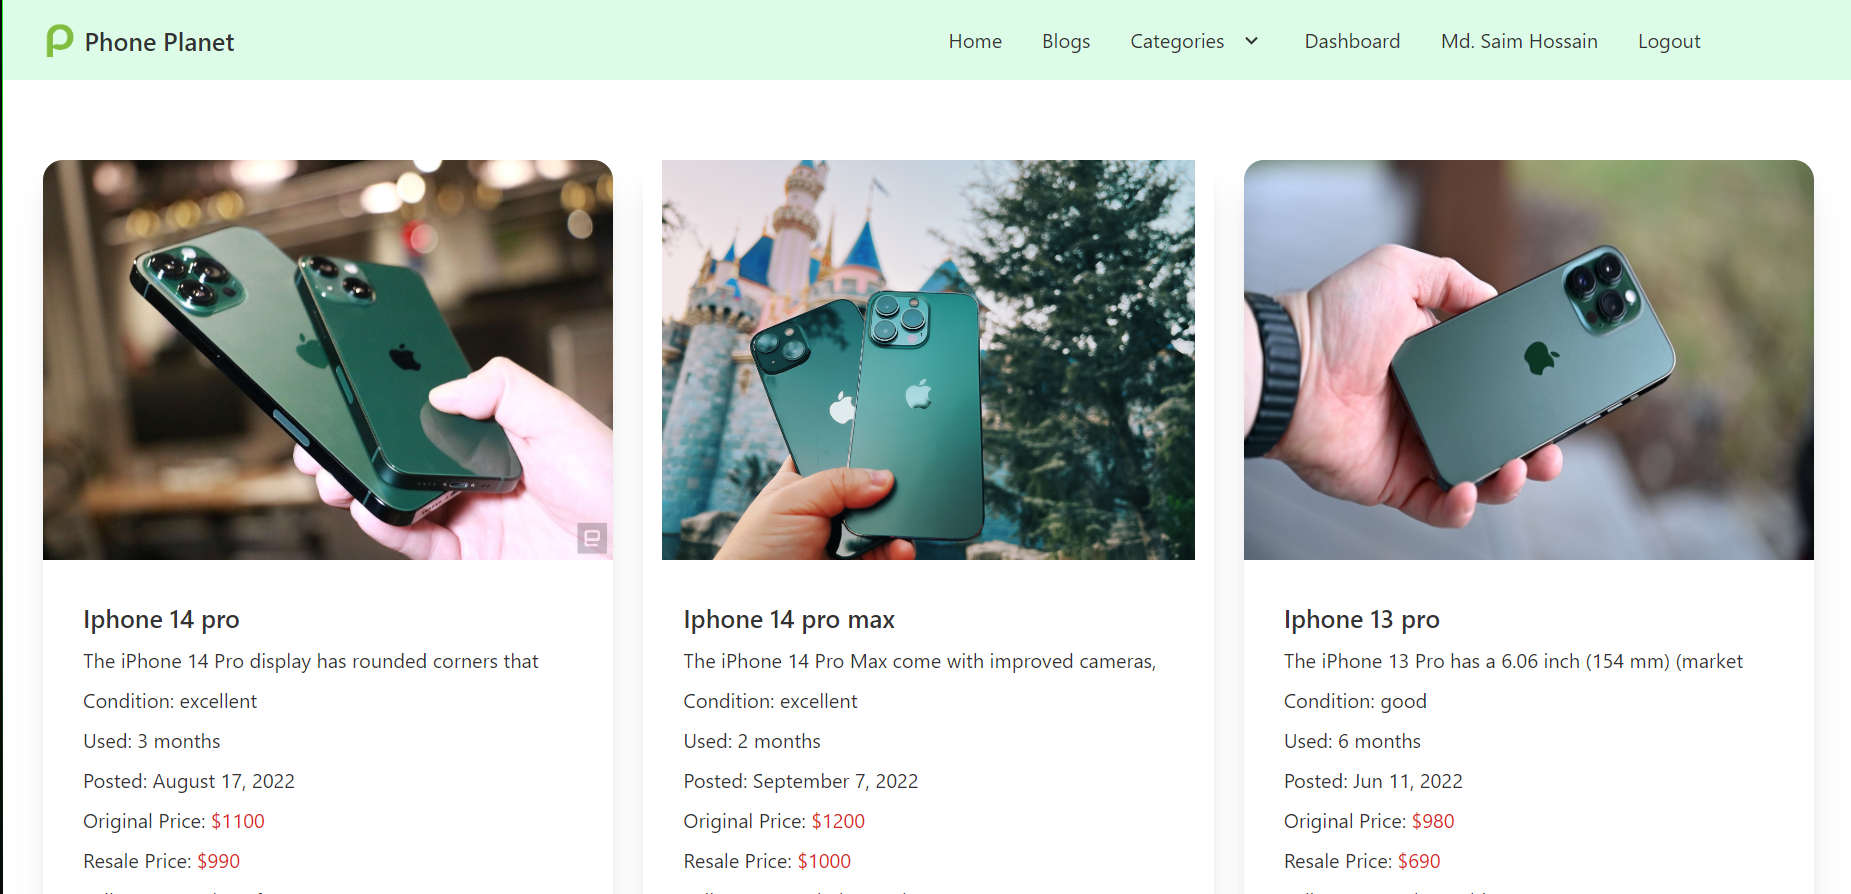 Phone Planet
Home Blogs Categories Dashboard Md. Saim Hossain Logout
Iphone 14 pro
The iPhone 14 Pro display has rounded corners that
Condition: excellent
Used: 3 months
Posted: August 17, 2022
Original Price: $1100
Resale Price: $990
Iphone 14 pro max
The iPhone 14 Pro Max come with improved cameras,
Condition: excellent
Used: 2 months
Posted: September 7, 2022
Original Price: $1200
Resale Price: $1000
Iphone 13 pro
The iPhone 13 Pro has a 6.06 inch (154 mm) (market
Condition: good
Used: 6 months
Posted: Jun 11, 2022
Original Price: $980
Resale Price: $690